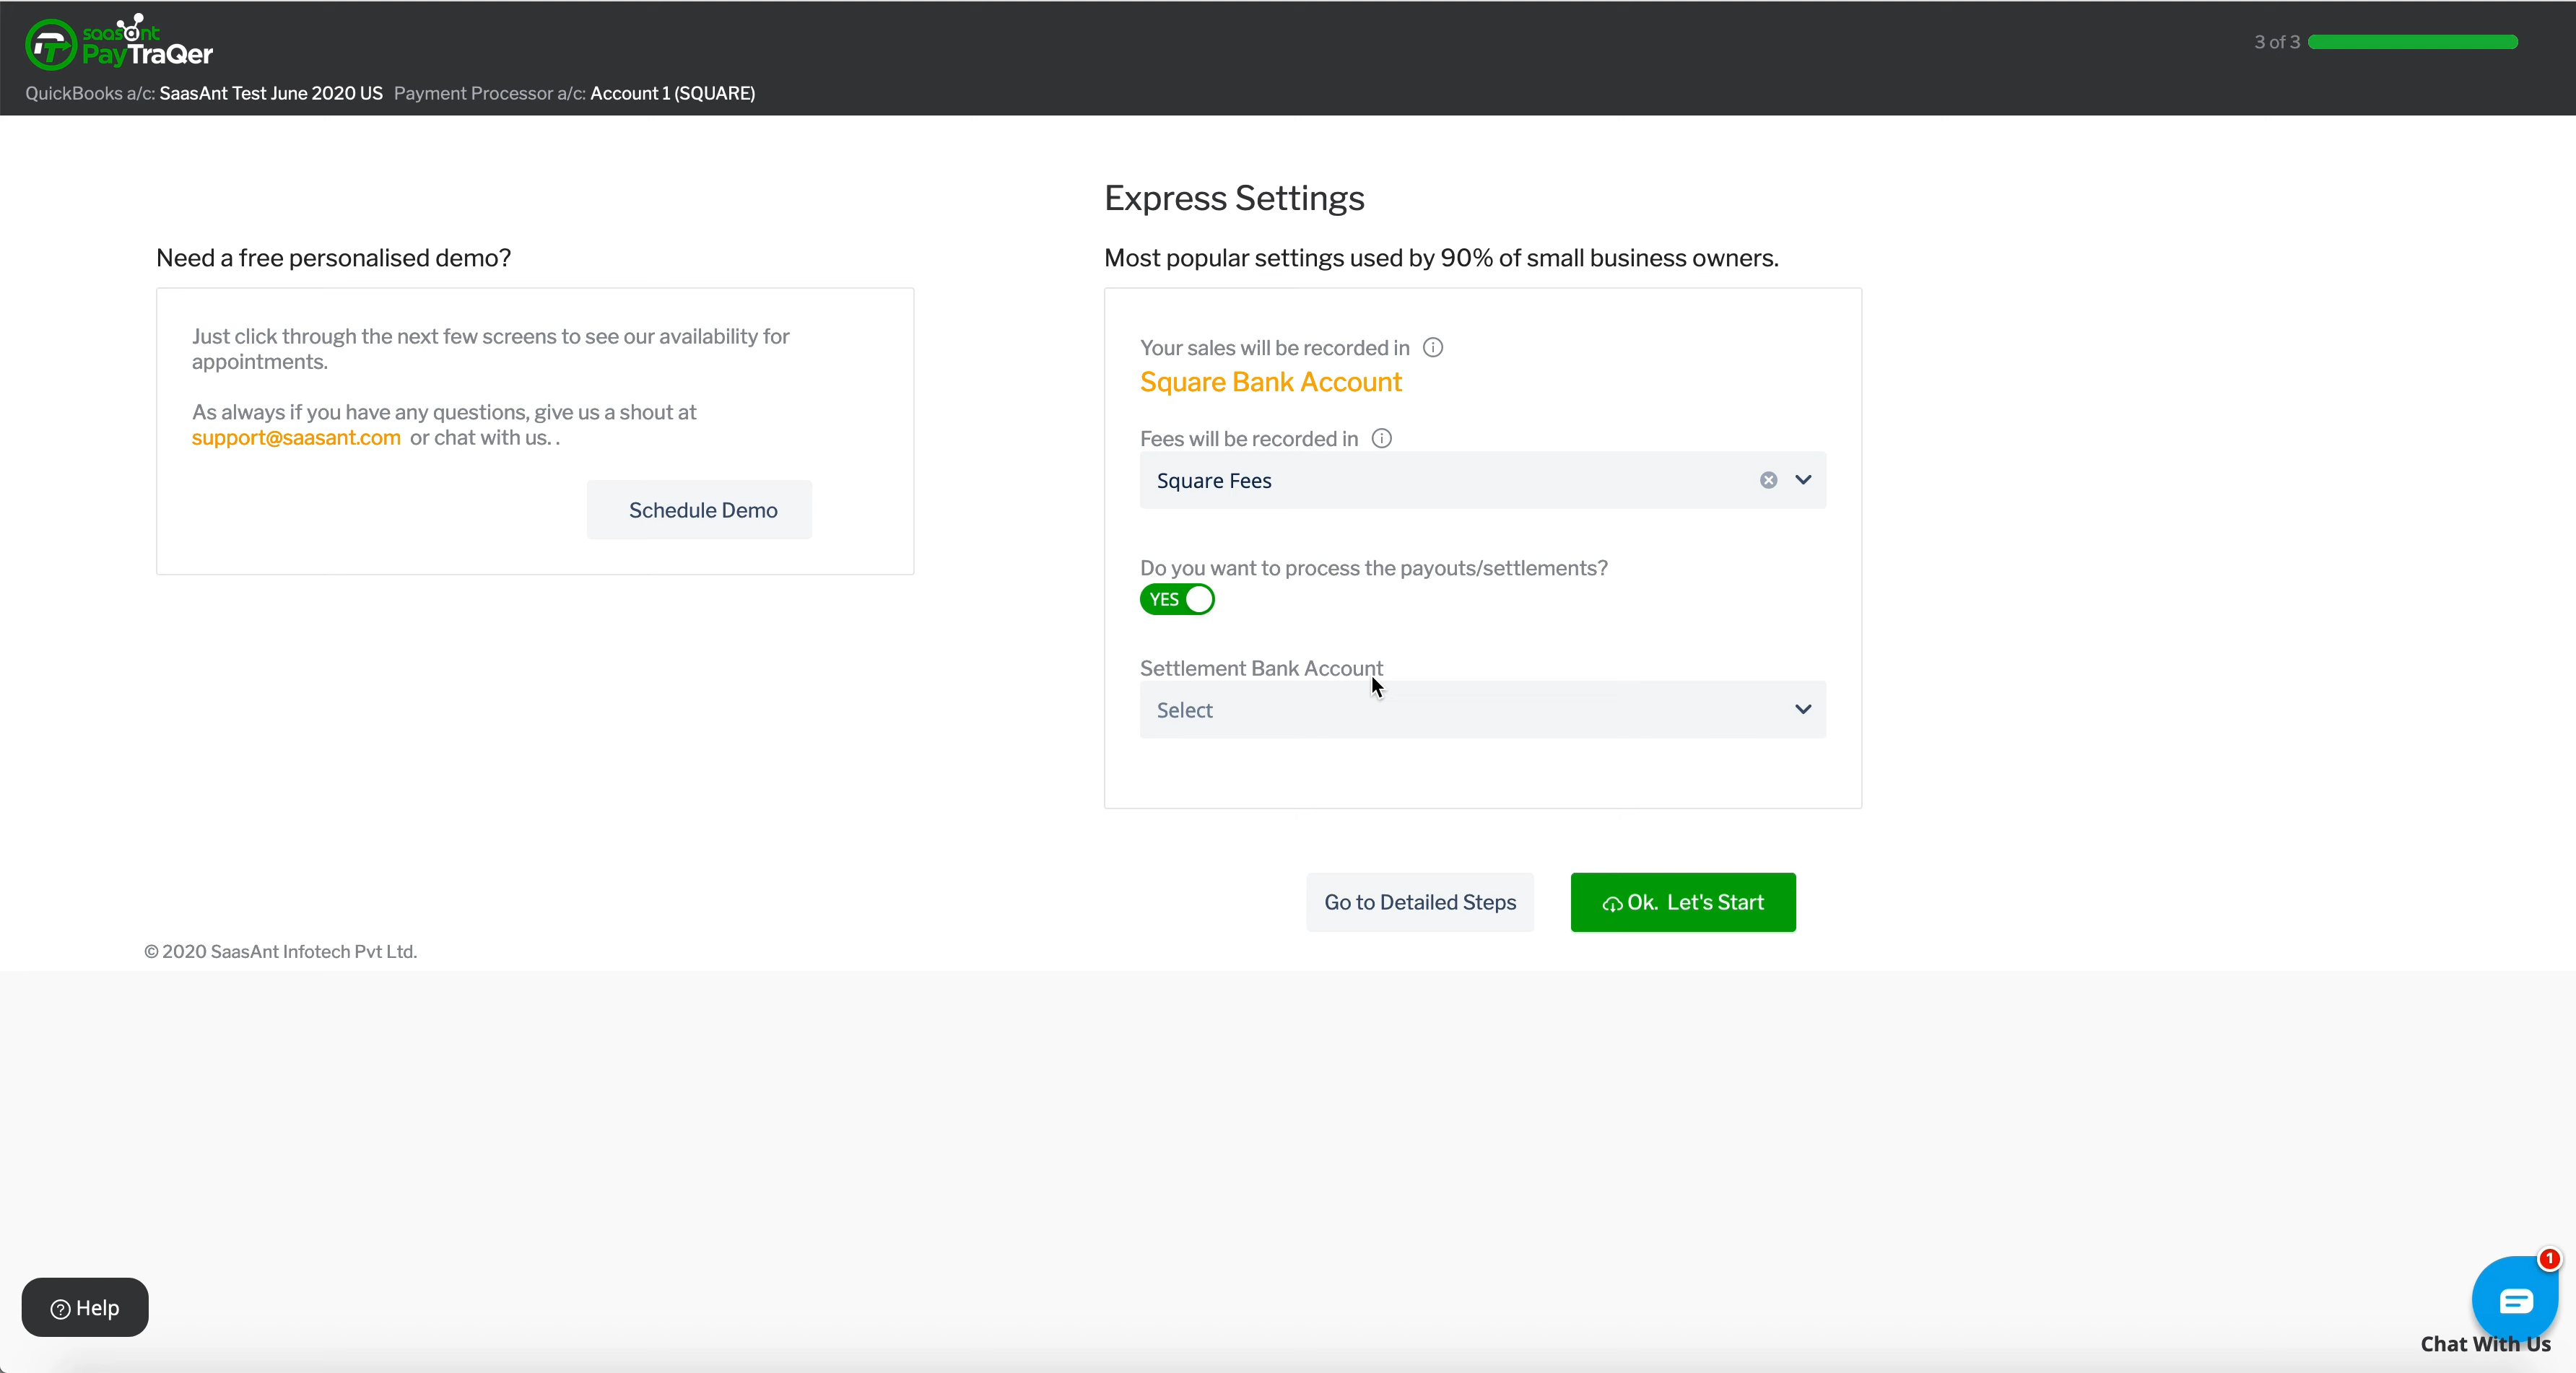 saasant
PayTraQer
3 of 3
QuickBooks a/c: SaasAnt Test June 2020 US Payment Processor a/c: Account 1 (SQUARE)
Need a free personalised demo?
Just click through the next few screens to see our availability for
appointments.
As always if you have any questions, give us a shout at
support@saasant.com or chat with us. .
Schedule Demo
Express Settings
Most popular settings used by 90% of small business owners.
Your sales will be recorded in
Square Bank Account
Fees will be recorded in
Square Fees
Do you want to process the payouts/settlements?
YES
Settlement Bank Account
Select
Go to Detailed Steps
Ok. Let's Start
© 2020 SaasAnt Infotech Pvt Ltd.
Help
1
Chat With Us